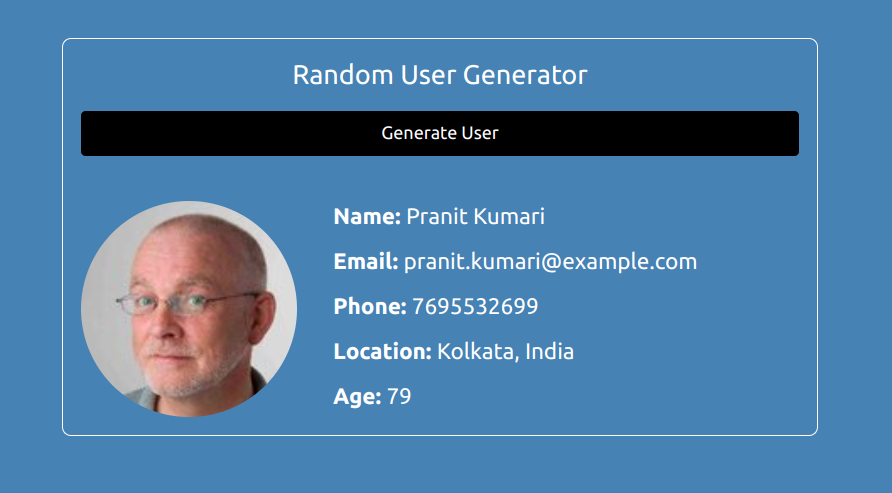 Random User Generator
Generate User
Name: Pranit Kumari
Email: pranit.kumari@example.com
Phone: 7695532699
Location: Kolkata, India
Age: 79